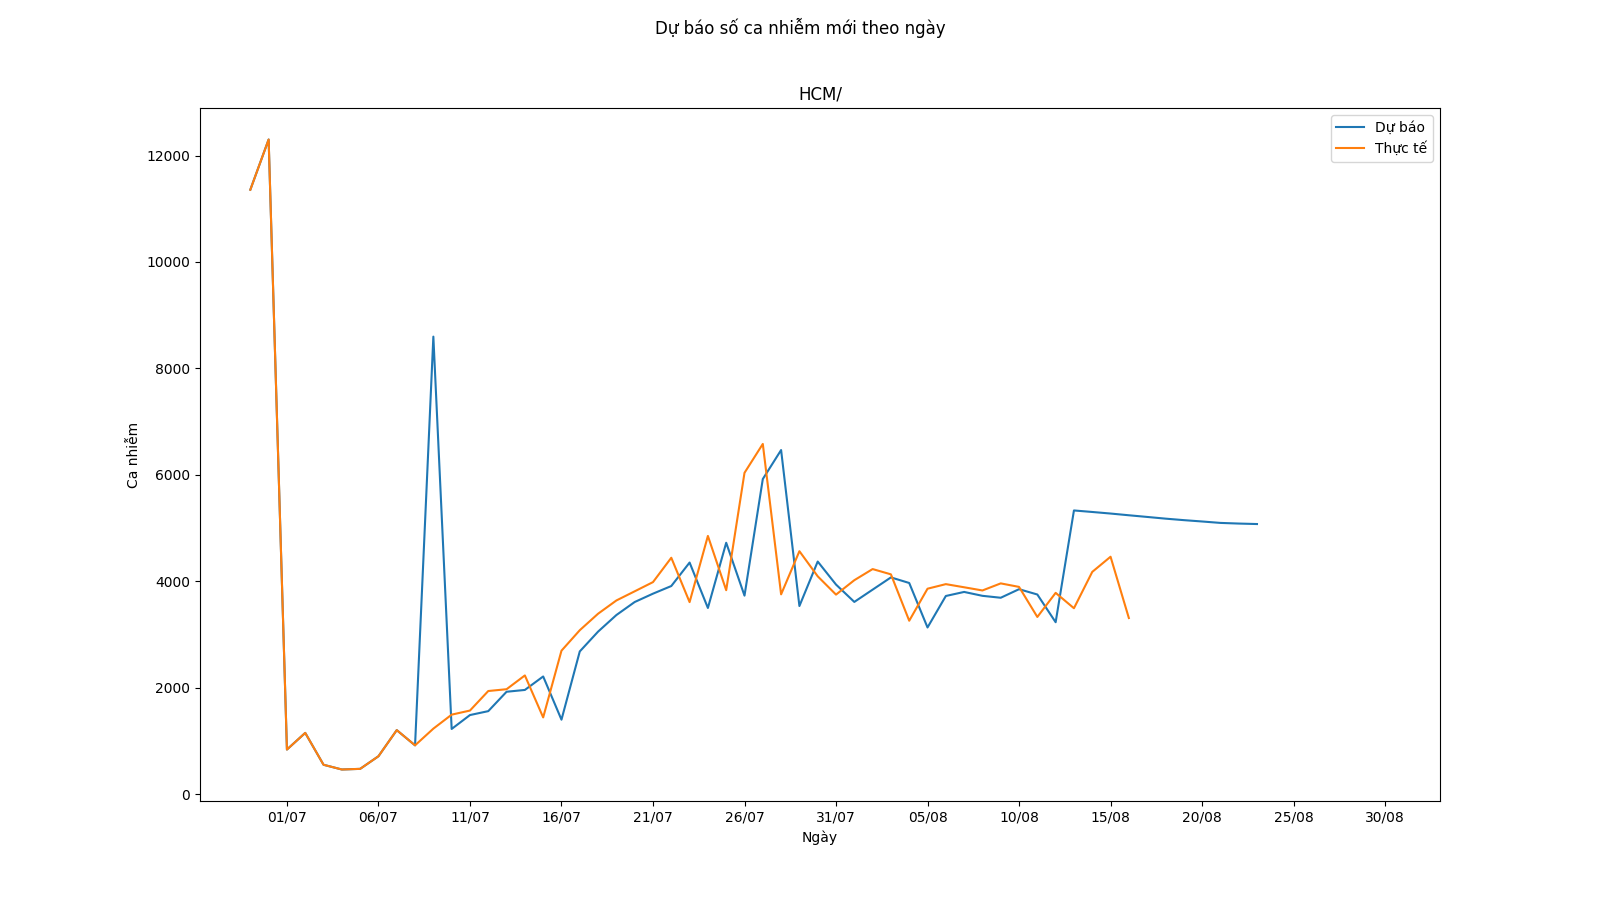 Dự báo số ca nhiễm mới theo ngày
HCM/
Dự báo
Thực tế
12000
10000
8000
6000
4000
2000
0
Ca nhiễm
01/07 06/07 11/07 16/07 21/07 26/07 31/07 05/08 10/08 15/08 20/08 25/08 30/08
Ngày